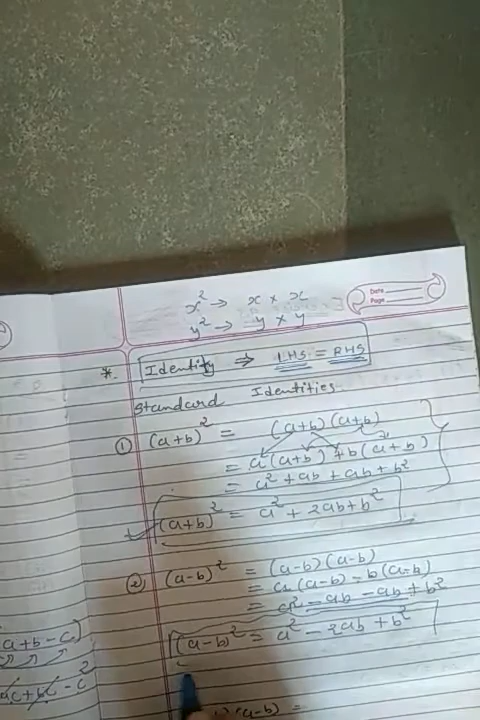 Date
Page
x² → x × x
y² → y × y
* Identity ⇒ LHS = RHS
Standard Identities
① (a+b)² = (a+b)(a+b)
= a(a+b) + b(a+b)
= a² + ab + ab + b²
(a+b)² = a² + 2ab + b²
② (a-b)² = (a-b)(a-b)
= a(a-b) - b(a-b)
= a² - ab - ab + b²
(a-b)² = a² - 2ab + b²
(a-b) =
a+b-c)
- c²